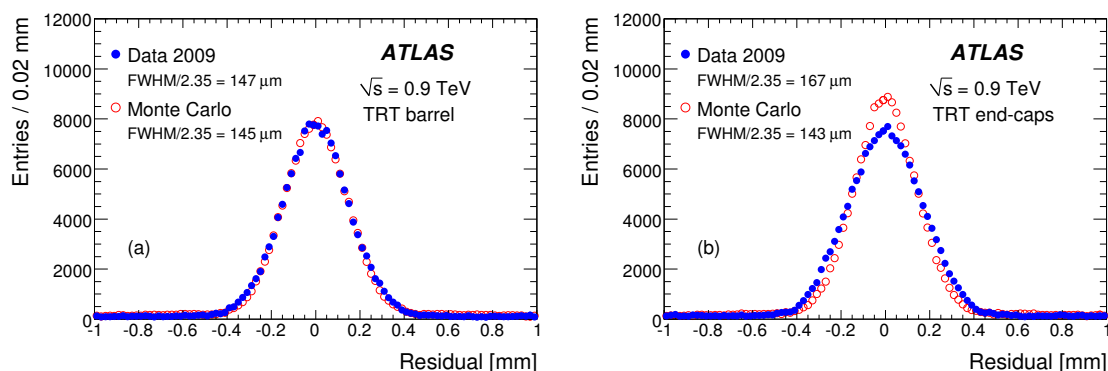 Entries / 0.02 mm
12000
10000
8000
6000
4000
2000
0
ATLAS
Data 2009
FWHM/2.35 = 147 μm
√s = 0.9 TeV
Monte Carlo
TRT barrel
FWHM/2.35 = 145 μm
(a)
-1 -0.8 -0.6 -0.4 -0.2 0 0.2 0.4 0.6 0.8 1
Residual [mm]
Entries / 0.02 mm
12000
10000
8000
6000
4000
2000
0
ATLAS
Data 2009
FWHM/2.35 = 167 μm
√s = 0.9 TeV
Monte Carlo
TRT end-caps
FWHM/2.35 = 143 μm
(b)
-1 -0.8 -0.6 -0.4 -0.2 0 0.2 0.4 0.6 0.8 1
Residual [mm]